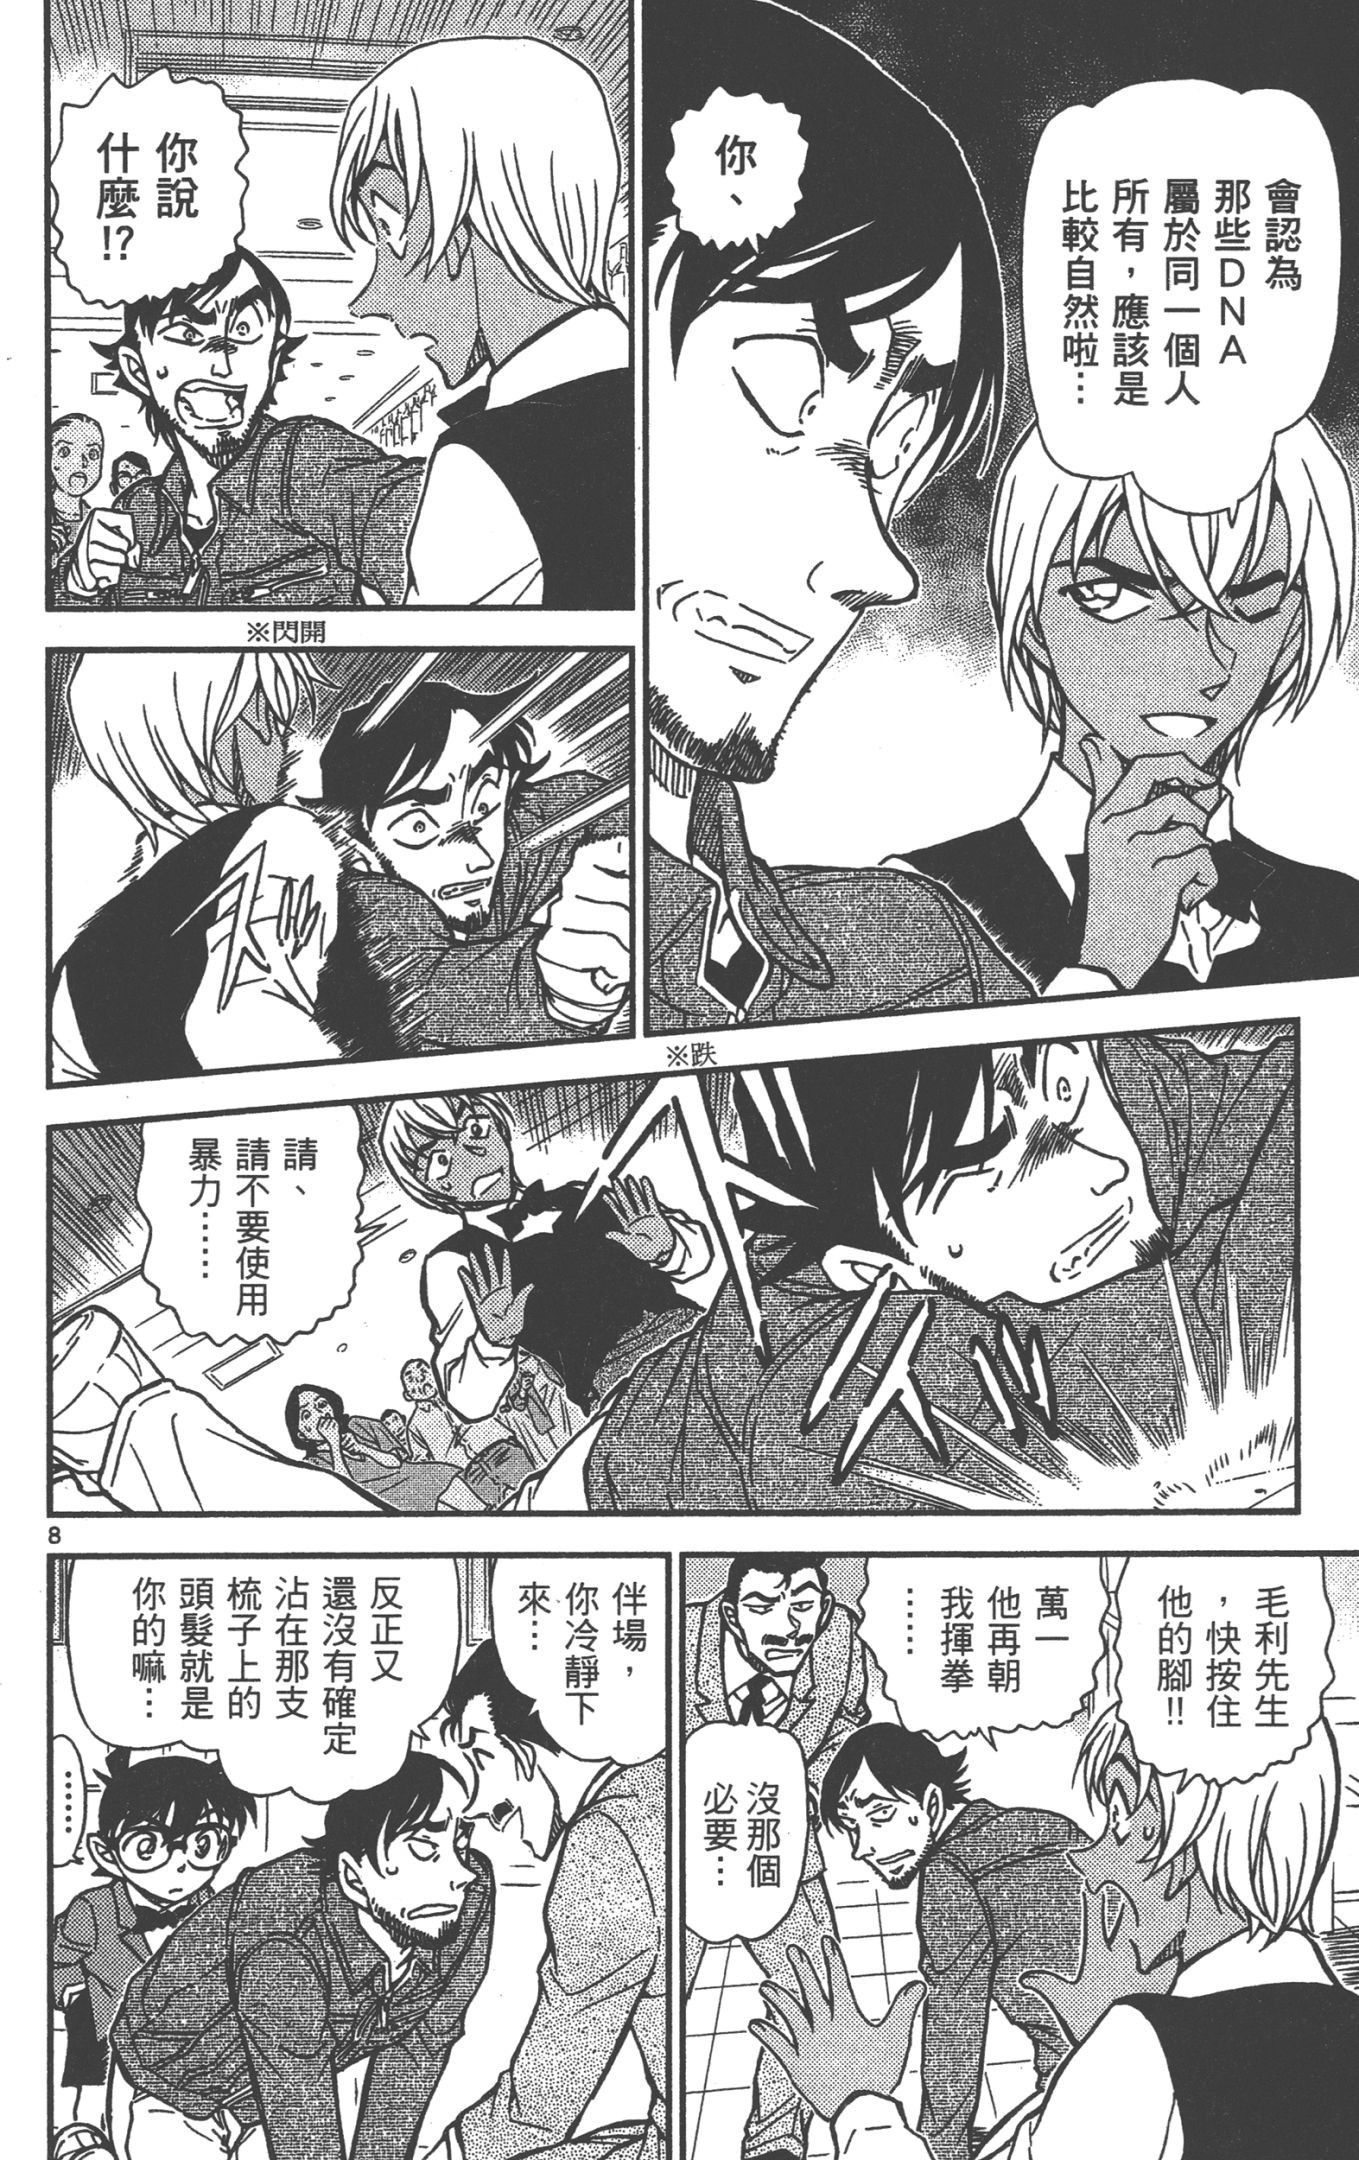 會認為
那些DNA
屬於同一個人
所有，應該是
比較自然啦…
你、
你說
什麼!?
※閃開
※跌
請、
請不要使用
暴力……
毛利先生
，快按住
他的腳!!
萬一
他再朝
我揮拳
……
沒那個
必要…
伴場，
你冷靜下
來…
反正又
還沒有確定
沾在那支
梳子上的
頭髮就是
你的嘛…
……
8